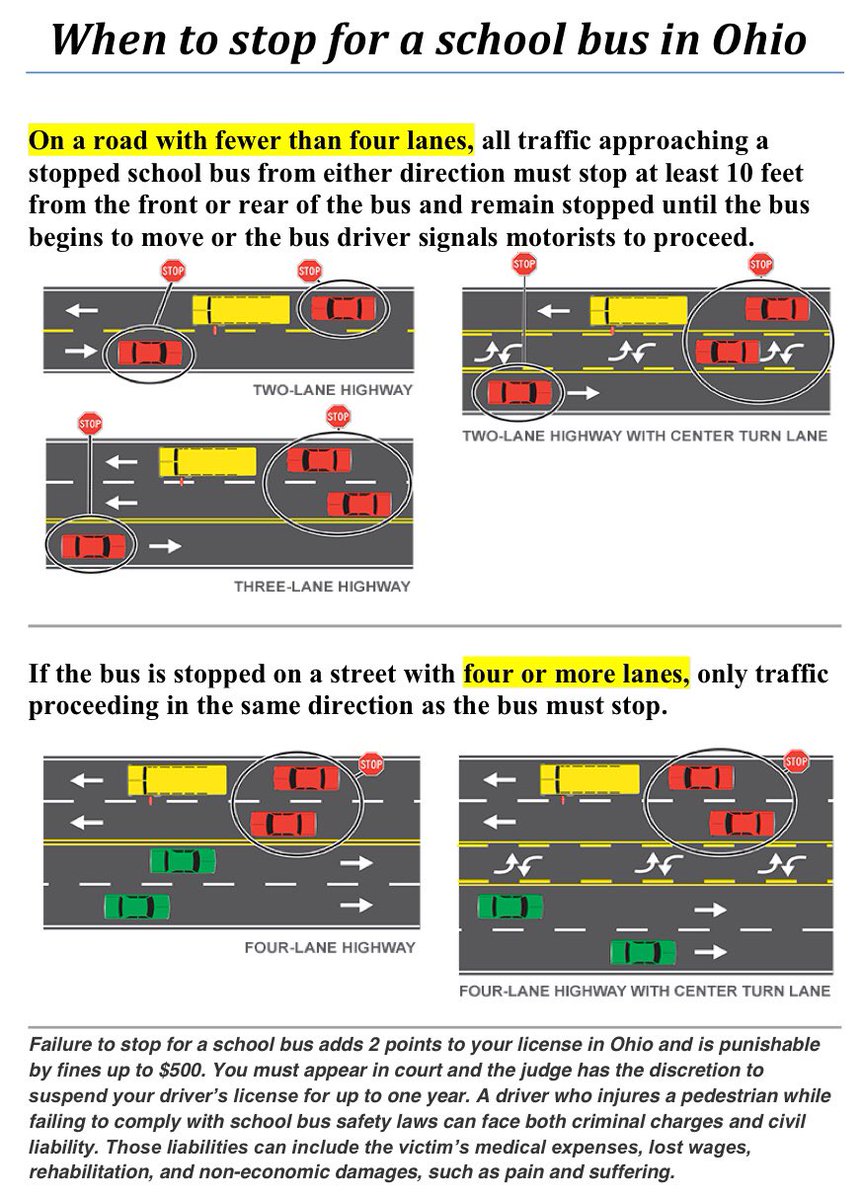 When to stop for a school bus in Ohio
On a road with fewer than four lanes, all traffic approaching a
stopped school bus from either direction must stop at least 10 feet
from the front or rear of the bus and remain stopped until the bus
begins to move or the bus driver signals motorists to proceed.
STOP
STOP
STOP
STOP
TWO-LANE HIGHWAY
TWO-LANE HIGHWAY WITH CENTER TURN LANE
STOP
STOP
THREE-LANE HIGHWAY
If the bus is stopped on a street with four or more lanes, only traffic
proceeding in the same direction as the bus must stop.
STOP
STOP
FOUR-LANE HIGHWAY
FOUR-LANE HIGHWAY WITH CENTER TURN LANE
Failure to stop for a school bus adds 2 points to your license in Ohio and is punishable
by fines up to $500. You must appear in court and the judge has the discretion to
suspend your driver's license for up to one year. A driver who injures a pedestrian while
failing to comply with school bus safety laws can face both criminal charges and civil
liability. Those liabilities can include the victim's medical expenses, lost wages,
rehabilitation, and non-economic damages, such as pain and suffering.